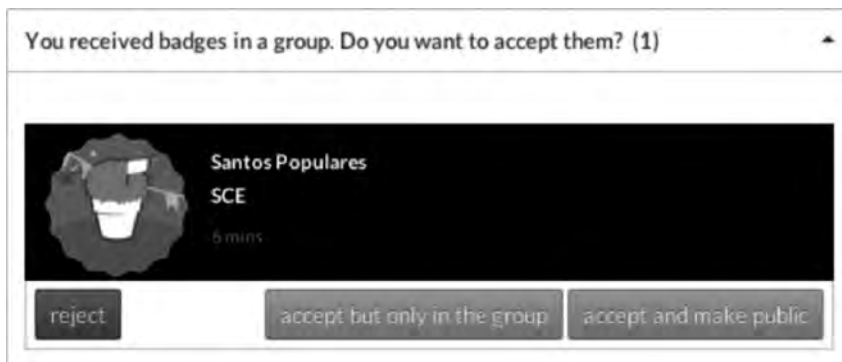 You received badges in a group. Do you want to accept them? (1)
Santos Populares
SCE
6 mins
reject
accept but only in the group
accept and make public